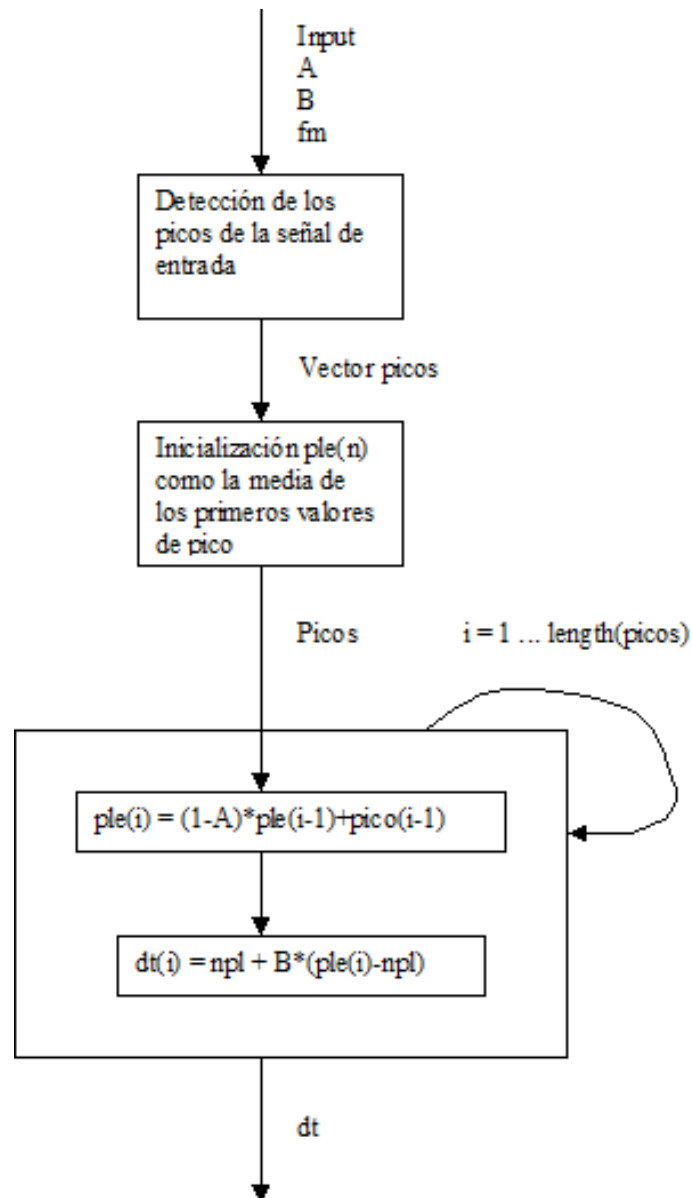 Input
A
B
fm
Detección de los
picos de la señal de
entrada
Vector picos
Inicialización ple(n)
como la media de
los primeros valores
de pico
Picos
i = 1 ... length(picos)
ple(i) = (1-A)*ple(i-1)+pico(i-1)
dt(i) = npl + B*(ple(i)-npl)
dt